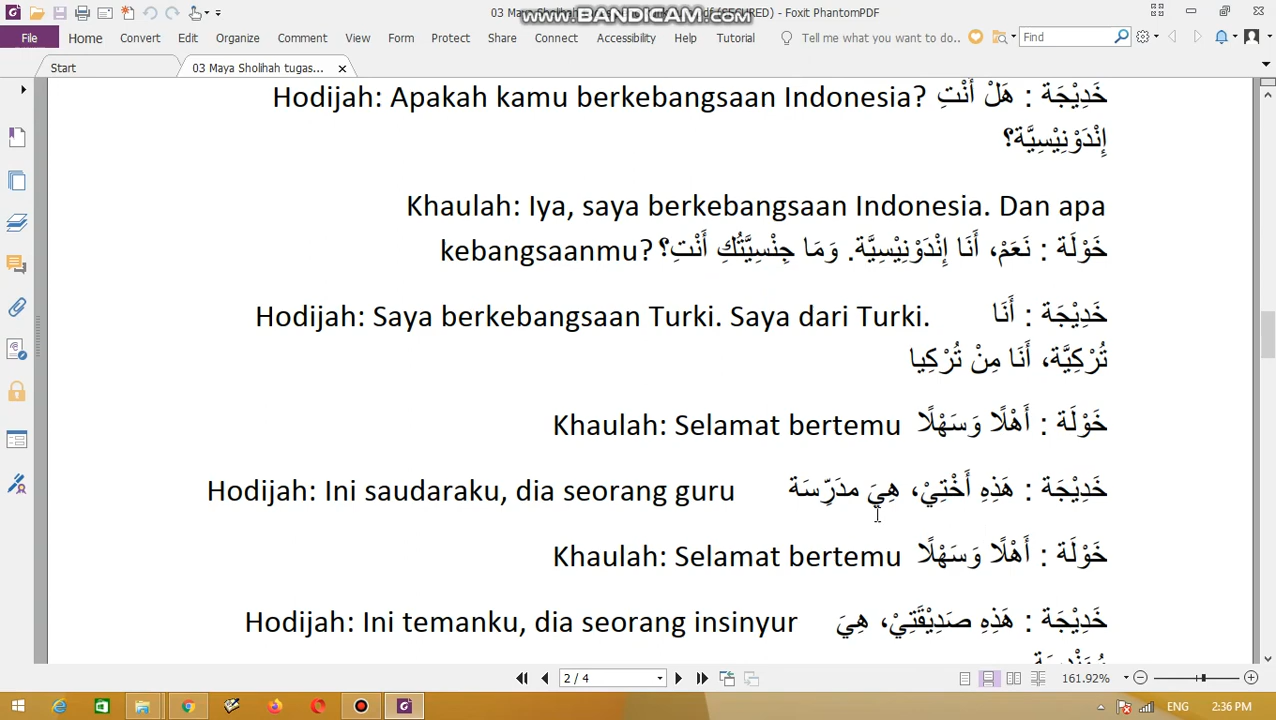 03 Maya Sholihah
www.BANDICAM.com
(SECURED) - Foxit PhantomPDF
File Home Convert Edit Organize Comment View Form Protect Share Connect Accessibility Help Tutorial Tell me what you want to do.. Find
Start 03 Maya Sholihah tugas...
Hodijah: Apakah kamu berkebangsaan Indonesia? خَدِيْجَة : هَلْ أَنْتِ
إِنْدَوْنِيْسِيَّة؟
Khaulah: Iya, saya berkebangsaan Indonesia. Dan apa
kebangsaanmu? خَوْلَة : نَعَمْ، أَنَا إِنْدَوْنِيْسِيَّة. وَمَا جِنْسِيَّتُكِ أَنْتِ؟
Hodijah: Saya berkebangsaan Turki. Saya dari Turki. خَدِيْجَة : أَنَا
تُرْكِيَّة، أَنَا مِنْ تُرْكِيا
Khaulah: Selamat bertemu خَوْلَة : أَهْلًا وَسَهْلًا
Hodijah: Ini saudaraku, dia seorang guru خَدِيْجَة : هَذِهِ أَخْتِيْ، هِيَ مدَرِّسَة
Khaulah: Selamat bertemu خَوْلَة : أَهْلًا وَسَهْلًا
Hodijah: Ini temanku, dia seorang insinyur خَدِيْجَة : هَذِهِ صَدِيْقَتِيْ، هِيَ
2 / 4 161.92%
ENG 2:36 PM